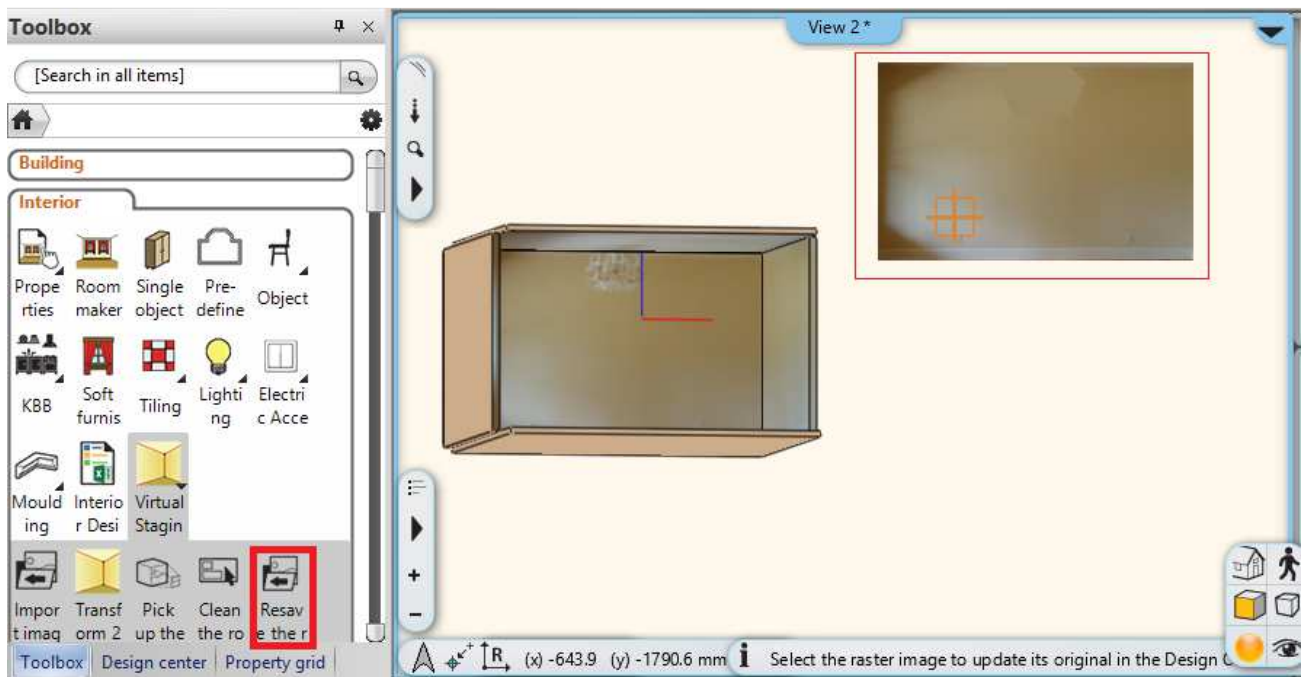 Toolbox
[Search in all items]
Building
Interior
Prope
rties
Room
maker
Single
object
Pre-
define
Object
KBB
Soft
furnis
Tiling
Lighti
ng
Electri
c Acce
Mould
ing
Interio
r Desi
Virtual
Stagin
Impor
t imag
Transf
orm 2
Pick
up the
Clean
the ro
Resav
e the r
Toolbox
Design center
Property grid
View 2 *
R (x) -643.9 (y) -1790.6 mm
Select the raster image to update its original in the Design C